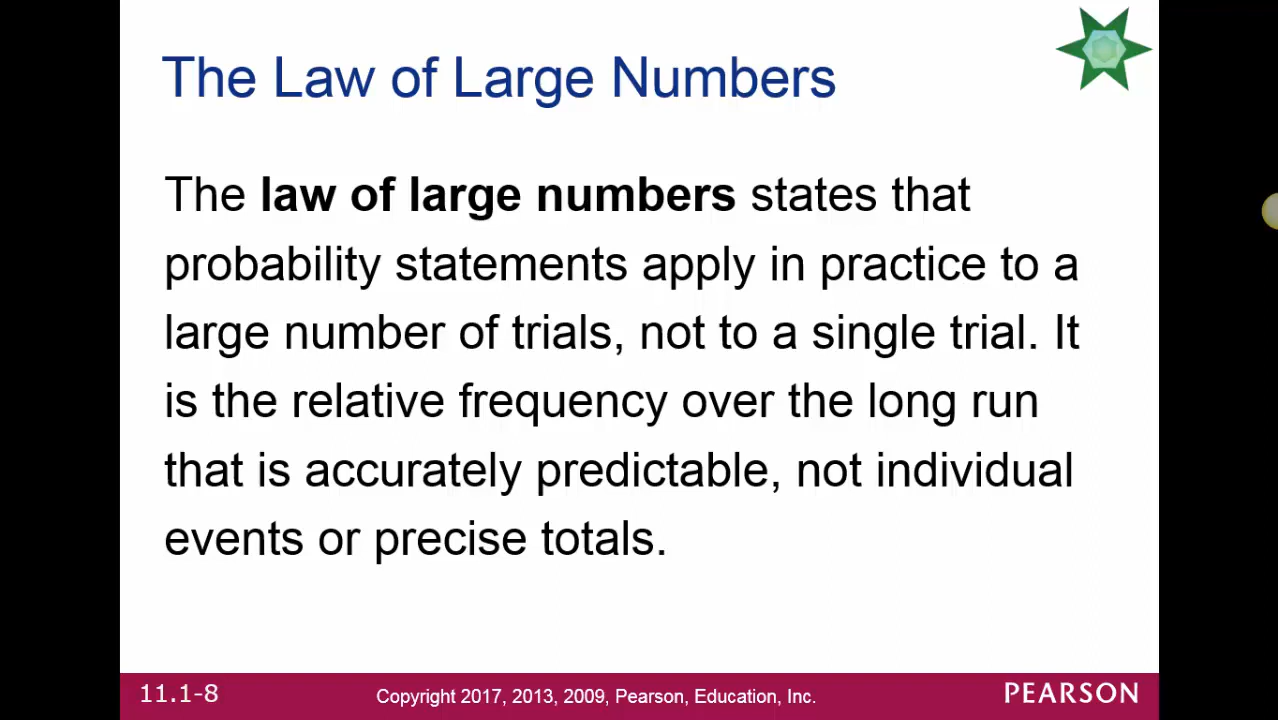 The Law of Large Numbers
The law of large numbers states that
probability statements apply in practice to a
large number of trials, not to a single trial. It
is the relative frequency over the long run
that is accurately predictable, not individual
events or precise totals.
11.1-8
Copyright 2017, 2013, 2009, Pearson, Education, Inc.
PEARSON